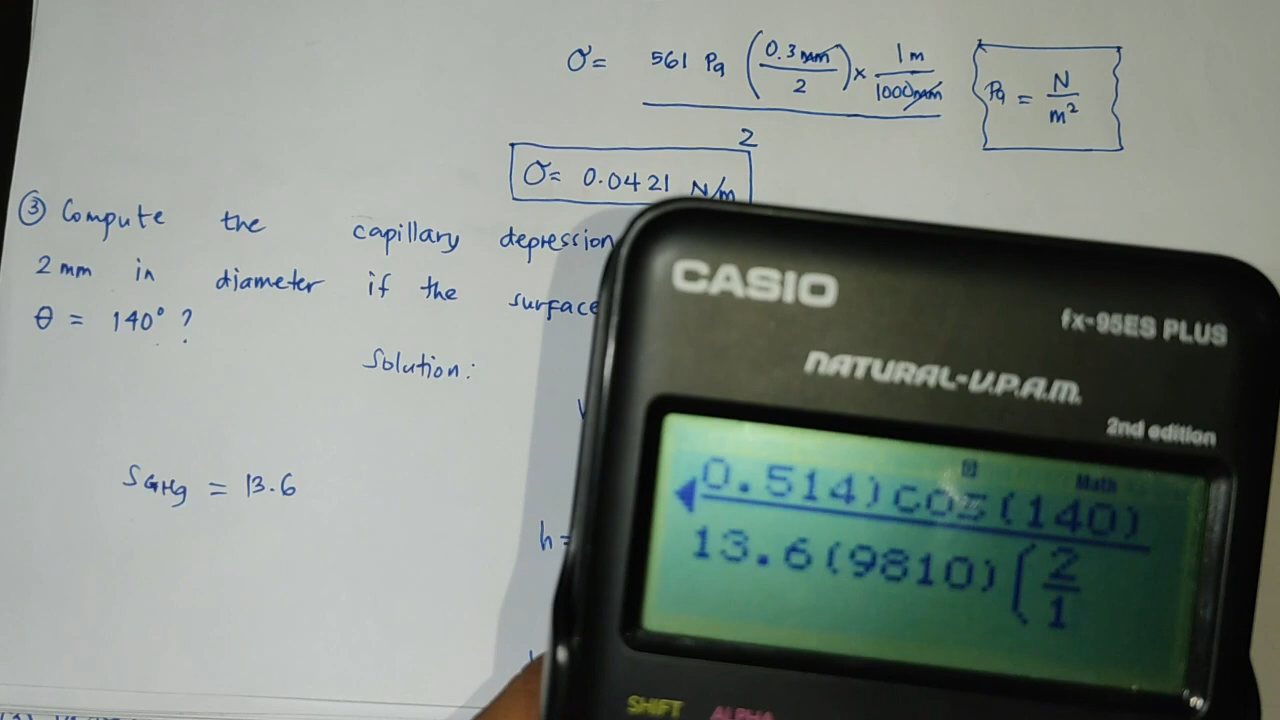 σ = 561 Pa (0.3 mm / 2) × 1 m / 1000 mm
2
Pa = N / m²
σ = 0.0421 N/m
③ Compute the capillary depression
2 mm in diameter if the surface
θ = 140° ?
Solution:
SGHg = 13.6
h =
CASIO
fx-95ES PLUS
NATURAL-V.P.A.M.
2nd edition
Math
0.514)cos(140)
13.6(9810)(2/1
SHIFT ALPHA